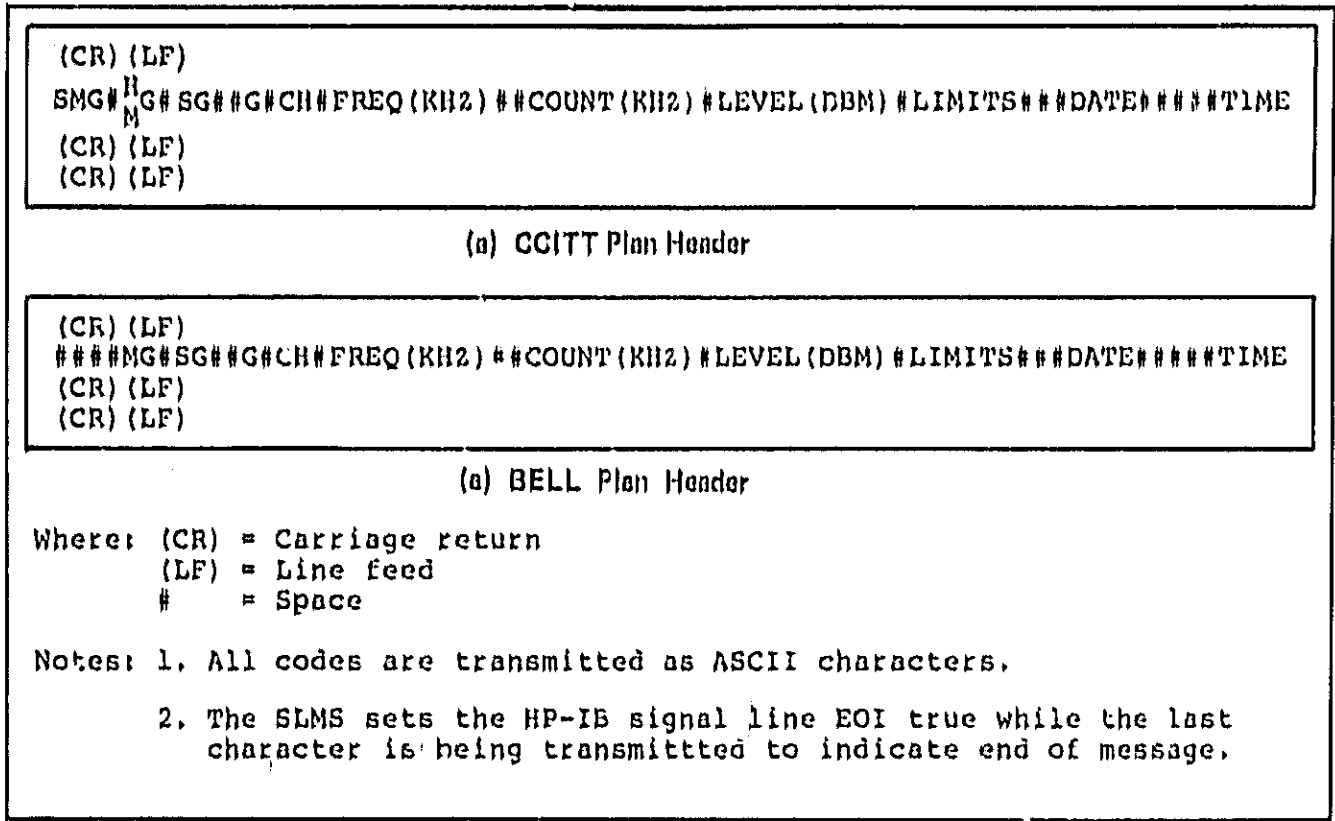 (CR)(LF)
SMG#HMG#SG##G#CH#FREQ(KHZ)##COUNT(KHZ)#LEVEL(DBM)#LIMITS###DATE#####TIME
(CR)(LF)
(CR)(LF)
(a) CCITT Plan Header
(CR)(LF)
####MG#SG##G#CH#FREQ(KHZ)##COUNT(KHZ)#LEVEL(DBM)#LIMITS###DATE#####TIME
(CR)(LF)
(CR)(LF)
(a) BELL Plan Header
Where: (CR) = Carriage return
(LF) = Line feed
# = Space
Notes: 1. All codes are transmitted as ASCII characters.
2. The SLMS sets the HP-IB signal line EOI true while the last
character is being transmittted to indicate end of message.